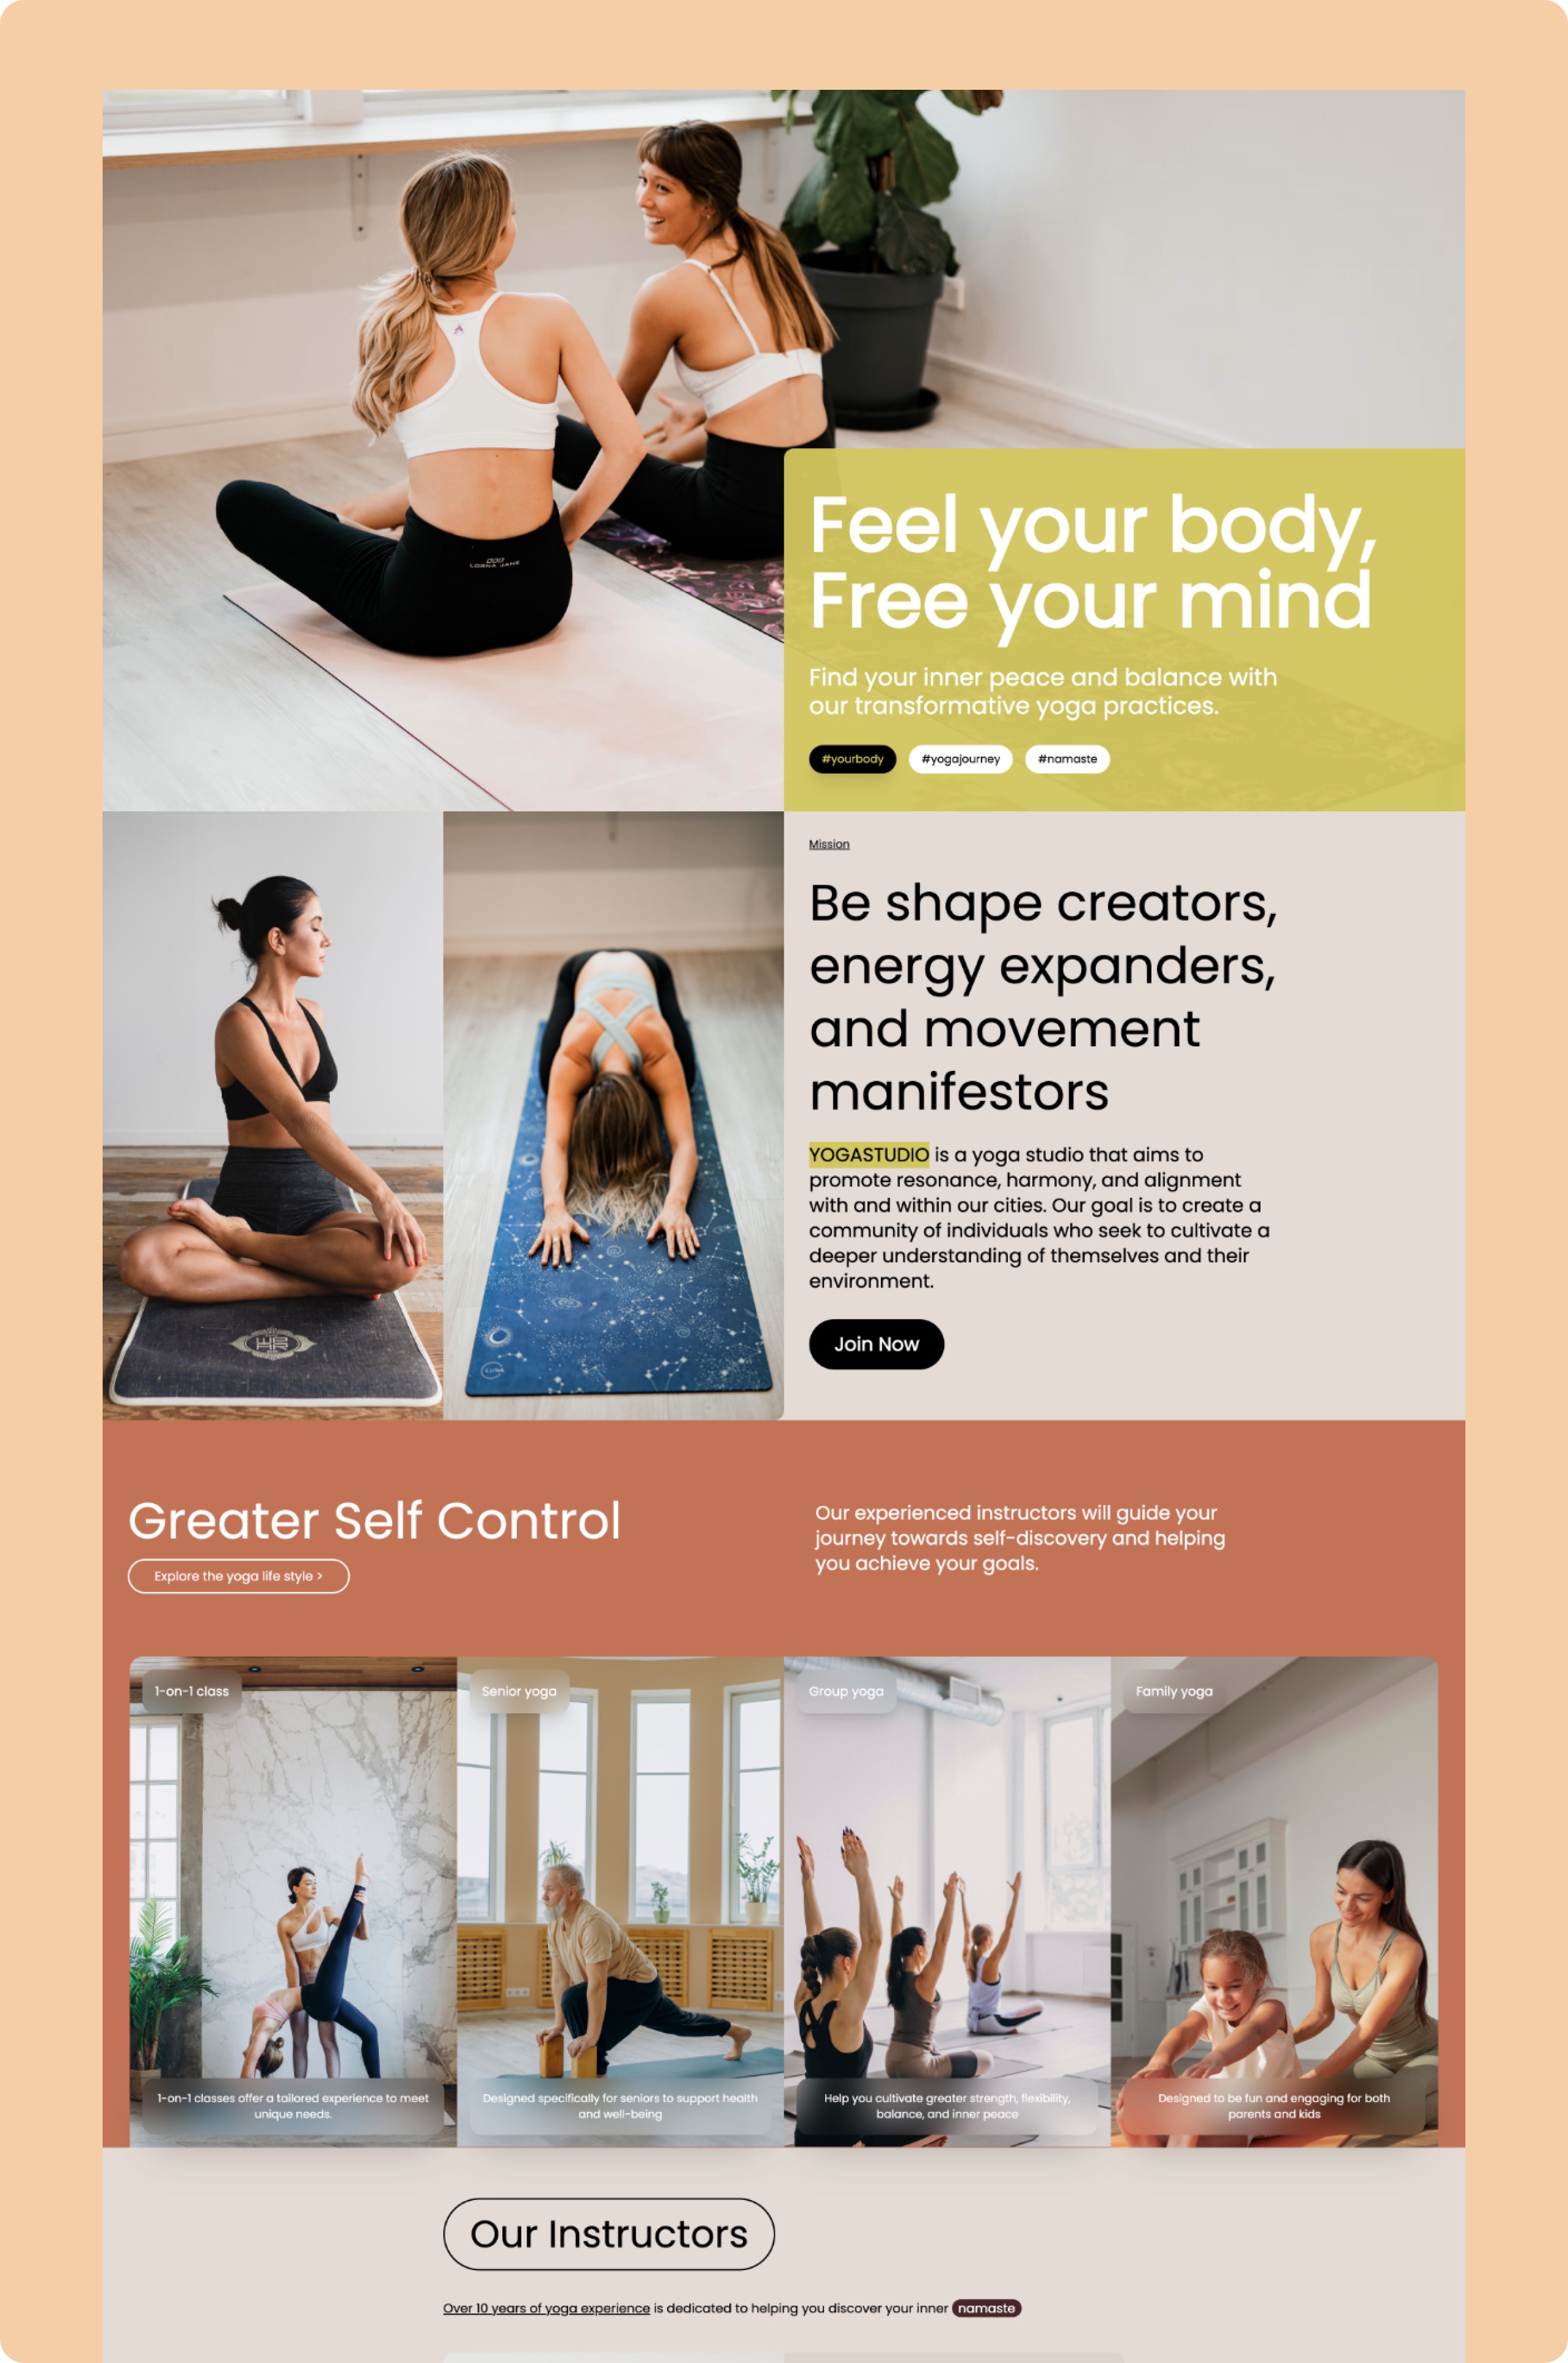 LORNA JANE
Feel your body,
Free your mind
Find your inner peace and balance with
our transformative yoga practices.
#yourbody
#yogajourney
#namaste
Mission
Be shape creators,
energy expanders,
and movement
manifestors
YOGASTUDIO is a yoga studio that aims to
promote resonance, harmony, and alignment
with and within our cities. Our goal is to create a
community of individuals who seek to cultivate a
deeper understanding of themselves and their
environment.
LUNA
Join Now
Greater Self Control
Explore the yoga life style >
Our experienced instructors will guide your
journey towards self-discovery and helping
you achieve your goals.
1-on-1 class
Senior yoga
Group yoga
Family yoga
1-on-1 classes offer a tailored experience to meet
unique needs.
Designed specifically for seniors to support health
and well-being
Help you cultivate greater strength, flexibility,
balance, and inner peace
Designed to be fun and engaging for both
parents and kids
Our Instructors
Over 10 years of yoga experience is dedicated to helping you discover your inner namaste